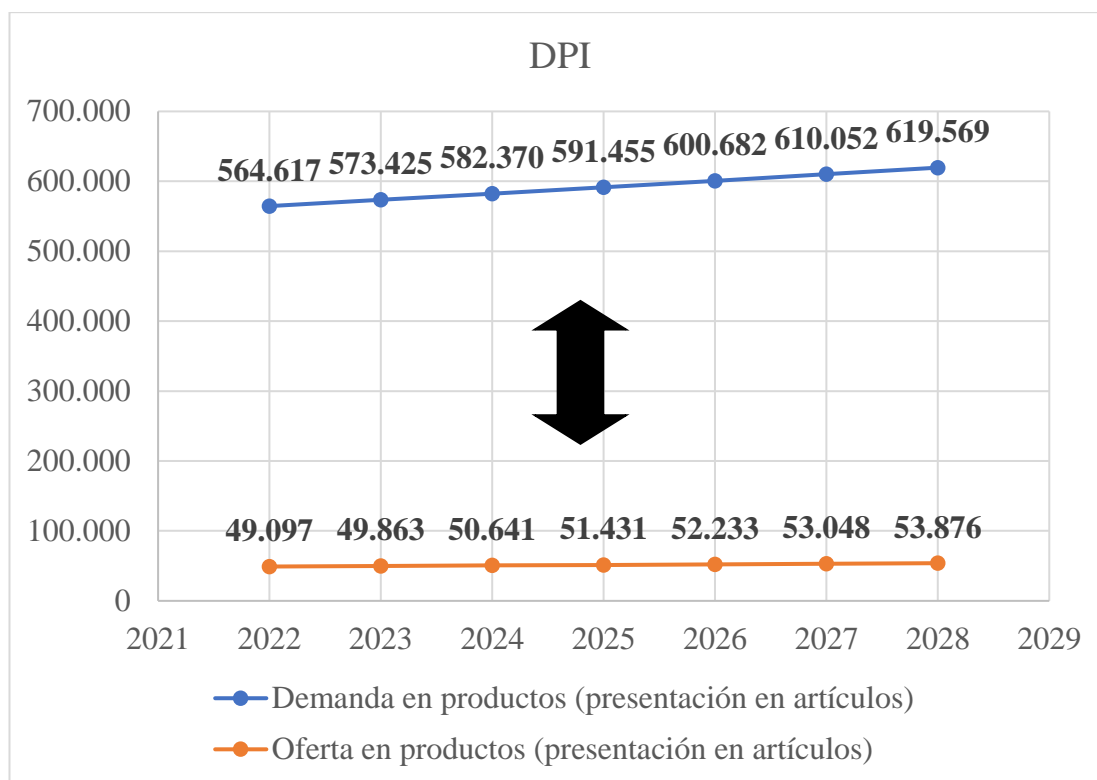 DPI
700.000
600.000
500.000
400.000
300.000
200.000
100.000
0
564.617 573.425 582.370 591.455 600.682 610.052 619.569
49.097 49.863 50.641 51.431 52.233 53.048 53.876
2021 2022 2023 2024 2025 2026 2027 2028 2029
Demanda en productos (presentación en artículos)
Oferta en productos (presentación en artículos)